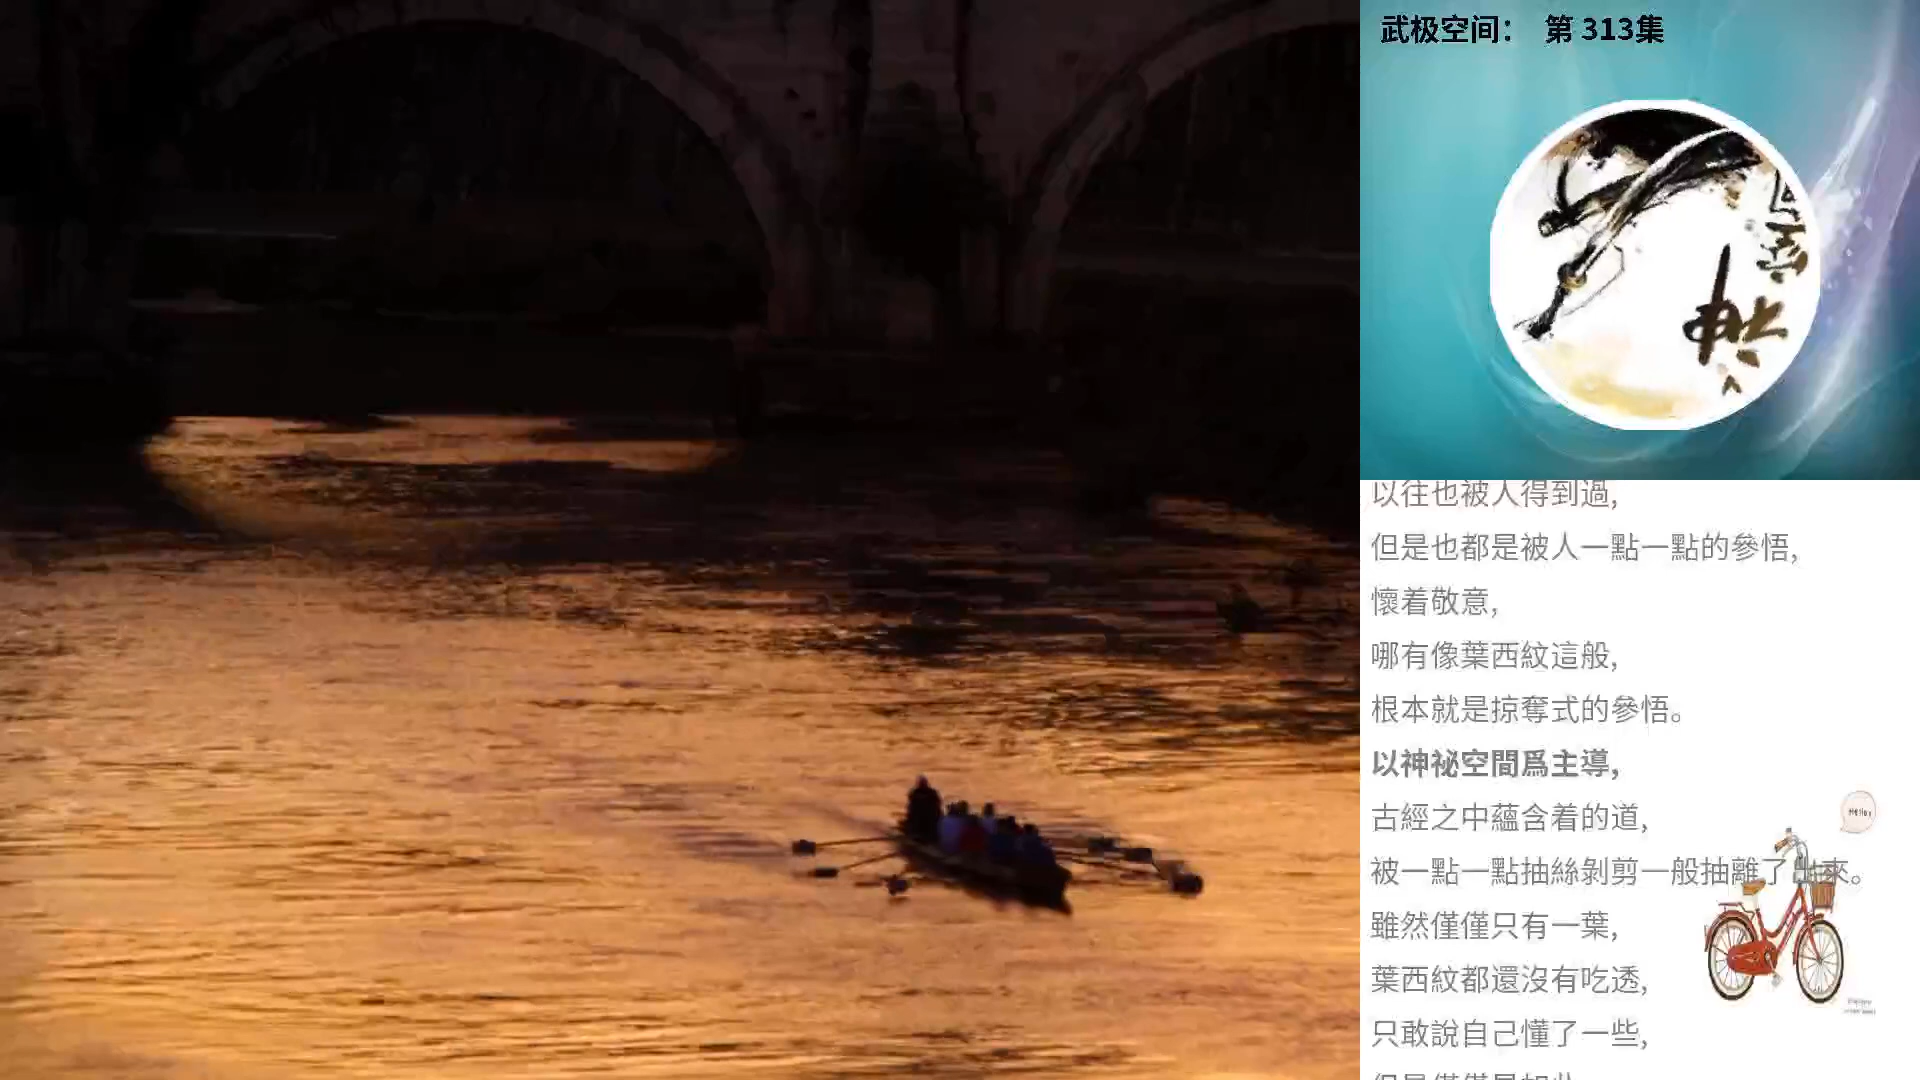 武极空间： 第 313集
神
以往也被人得到過,
但是也都是被人一點一點的參悟,
懷着敬意,
哪有像葉西紋這般,
根本就是掠奪式的參悟。
以神祕空間爲主導,
古經之中蘊含着的道,
Hello!
被一點一點抽絲剝剪一般抽離了出來。
雖然僅僅只有一葉,
葉西紋都還沒有吃透,
只敢說自己懂了一些,